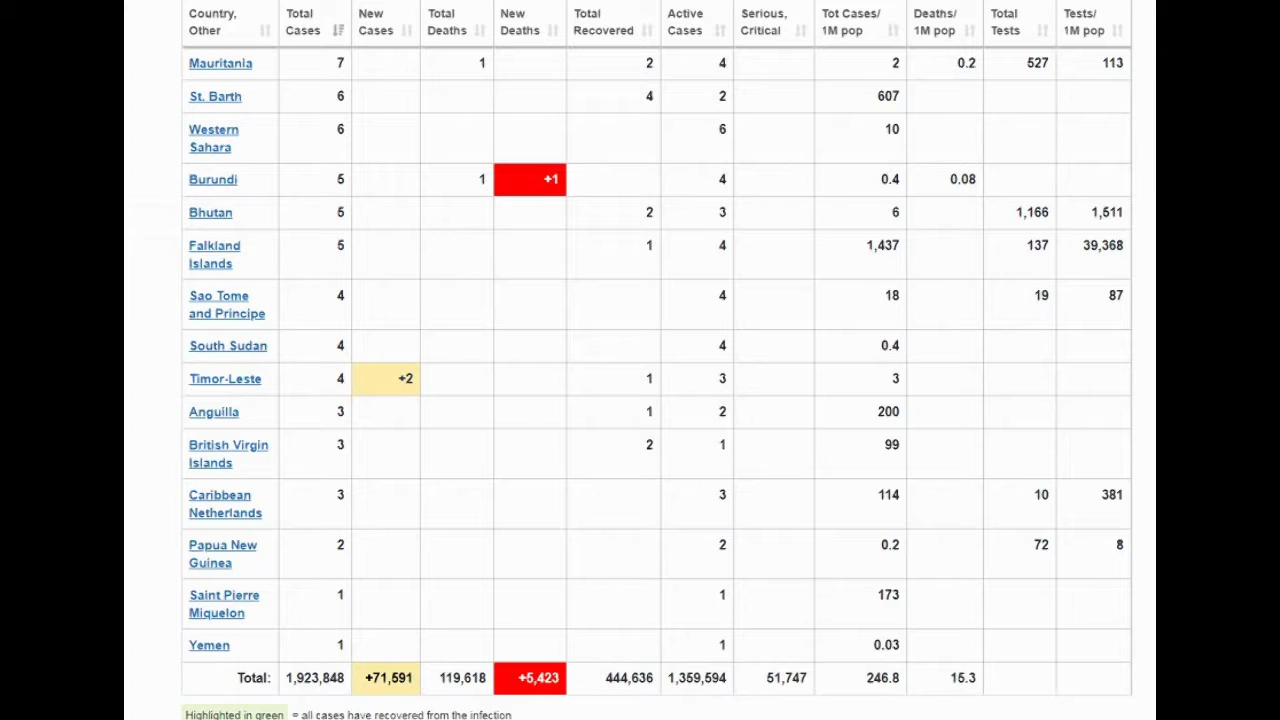 Country, Other Total Cases New Cases Total Deaths New Deaths Total Recovered Active Cases Serious, Critical Tot Cases/ 1M pop Deaths/ 1M pop Total Tests Tests/ 1M pop
Mauritania 7 1 2 4 2 0.2 527 113
St. Barth 6 4 2 607
Western Sahara 6 6 10
Burundi 5 1 +1 4 0.4 0.08
Bhutan 5 2 3 6 1,166 1,511
Falkland Islands 5 1 4 1,437 137 39,368
Sao Tome and Principe 4 4 18 19 87
South Sudan 4 4 0.4
Timor-Leste 4 +2 1 3 3
Anguilla 3 1 2 200
British Virgin Islands 3 2 1 99
Caribbean Netherlands 3 3 114 10 381
Papua New Guinea 2 2 0.2 72 8
Saint Pierre Miquelon 1 1 173
Yemen 1 1 0.03
Total: 1,923,848 +71,591 119,618 +5,423 444,636 1,359,594 51,747 246.8 15.3
Highlighted in green = all cases have recovered from the infection